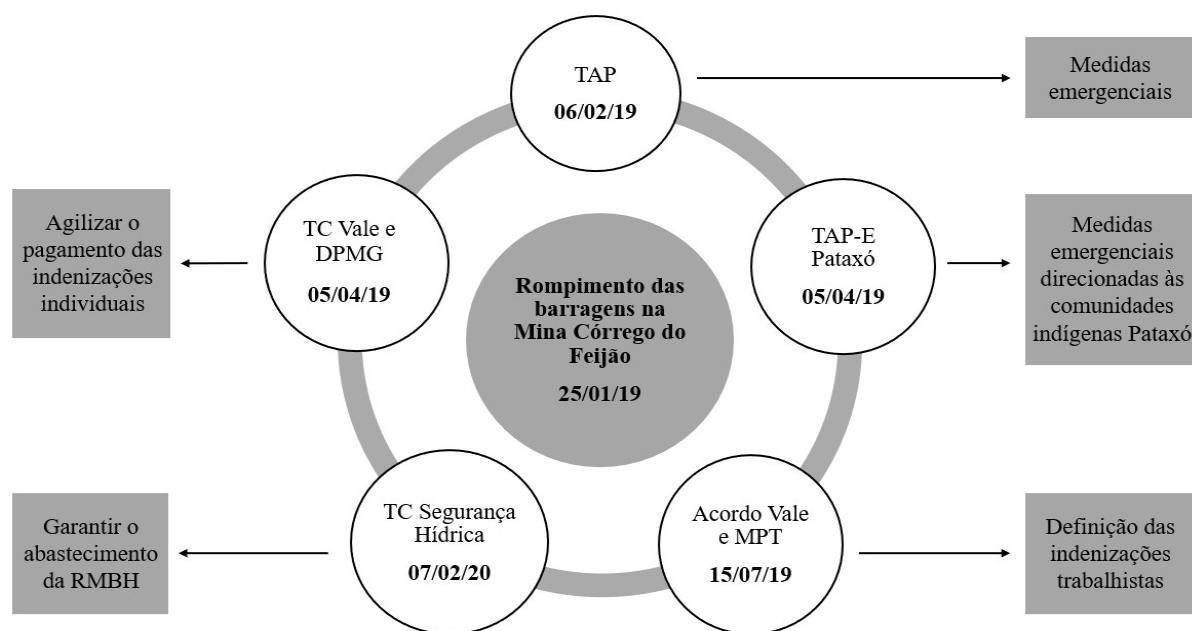 TAP
06/02/19
Medidas
emergenciais
TAP-E
Pataxó
05/04/19
Medidas
emergenciais
direcionadas às
comunidades
indígenas Pataxó
Acordo Vale
e MPT
15/07/19
Definição das
indenizações
trabalhistas
TC Segurança
Hídrica
07/02/20
Garantir o
abastecimento
da RMBH
TC Vale e
DPMG
05/04/19
Agilizar o
pagamento das
indenizações
individuais
Rompimento das
barragens na
Mina Córrego do
Feijão
25/01/19